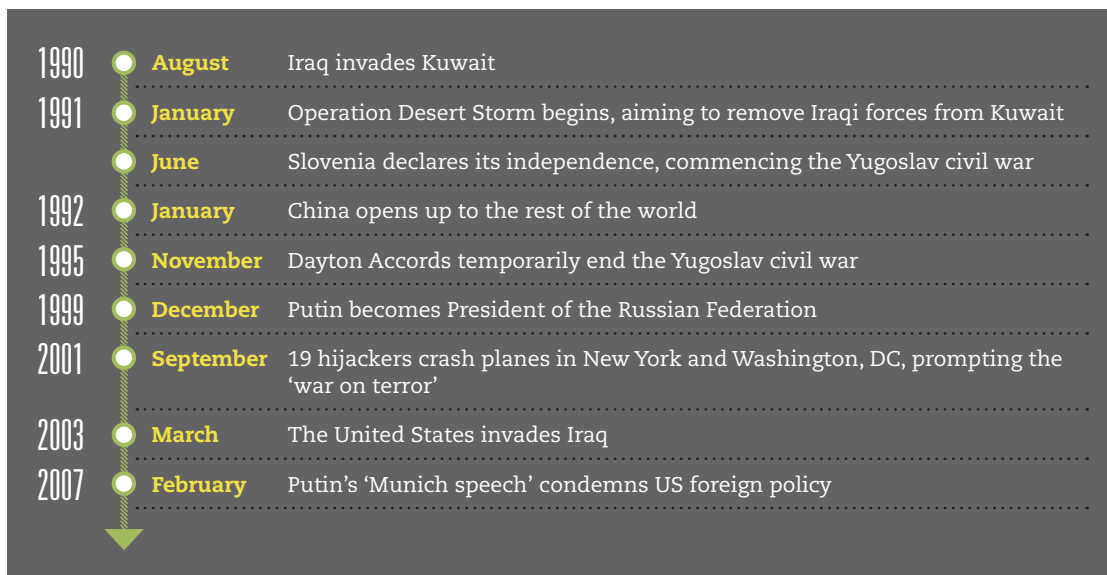 1990 August Iraq invades Kuwait
1991 January Operation Desert Storm begins, aiming to remove Iraqi forces from Kuwait
June Slovenia declares its independence, commencing the Yugoslav civil war
1992 January China opens up to the rest of the world
1995 November Dayton Accords temporarily end the Yugoslav civil war
1999 December Putin becomes President of the Russian Federation
2001 September 19 hijackers crash planes in New York and Washington, DC, prompting the
‘war on terror’
2003 March The United States invades Iraq
2007 February Putin’s ‘Munich speech’ condemns US foreign policy